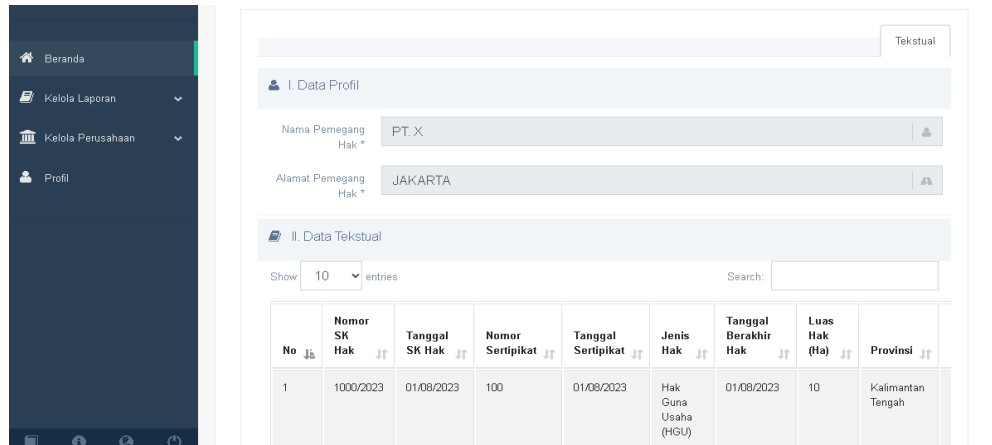 Tekstual
Beranda
Kelola Laporan
Kelola Perusahaan
Profil
I. Data Profil
Nama Pemegang
Hak *
PT. X
Alamat Pemegang
Hak *
JAKARTA
II. Data Tekstual
Show 10 entries
Search:
No
Nomor
SK
Hak
Tanggal
SK Hak
Nomor
Sertipikat
Tanggal
Sertipikat
Jenis
Hak
Tanggal
Berakhir
Hak
Luas
Hak
(Ha)
Provinsi
1
1000/2023
01/08/2023
100
01/08/2023
Hak
Guna
Usaha
(HGU)
01/08/2023
10
Kalimantan
Tengah